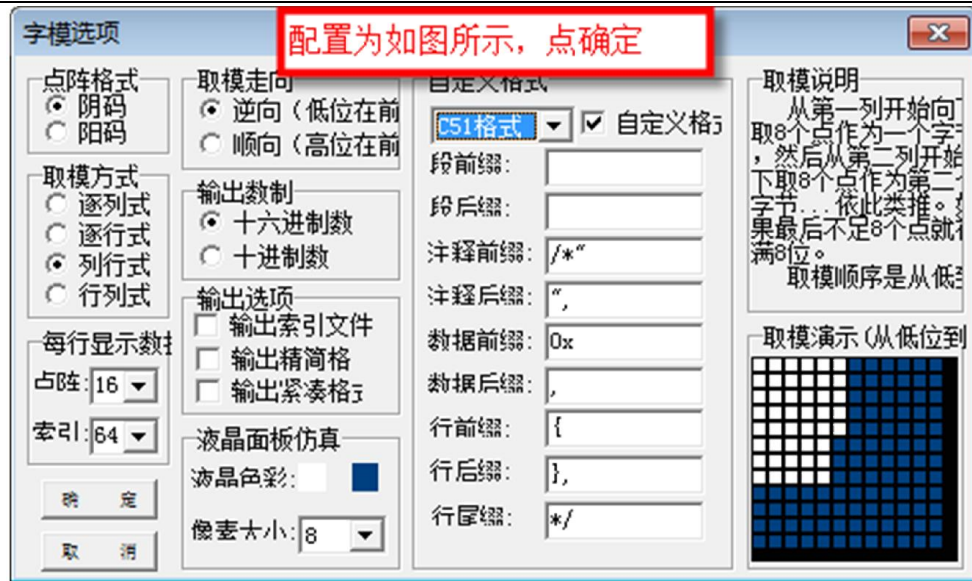 字模选项
配置为如图所示，点确定
点阵格式
阴码
阳码
取模方式
逐列式
逐行式
列行式
行列式
每行显示数
点阵:
16
索引:
64
确 定
取 消
取模走向
逆向（低位在前
顺向（高位在前
输出数制
十六进制数
十进制数
输出选项
输出索引文件
输出精简格
输出紧凑格
液晶面板仿真
液晶色彩:
像素大小:
8
自定义格式
C51格式
自定义格
段前缀:
段后缀:
注释前缀:
/*"
注释后缀:
",
数据前缀:
0x
数据后缀:
,
行前缀:
{
行后缀:
},
行尾缀:
*/
取模说明
从第一列开始向
取8个点作为一个字
，然后从第二列开始
下取8个点作为第二
字节...依此类推。
果最后不足8个点就
满8位。
取模顺序是从低
取模演示(从低位到